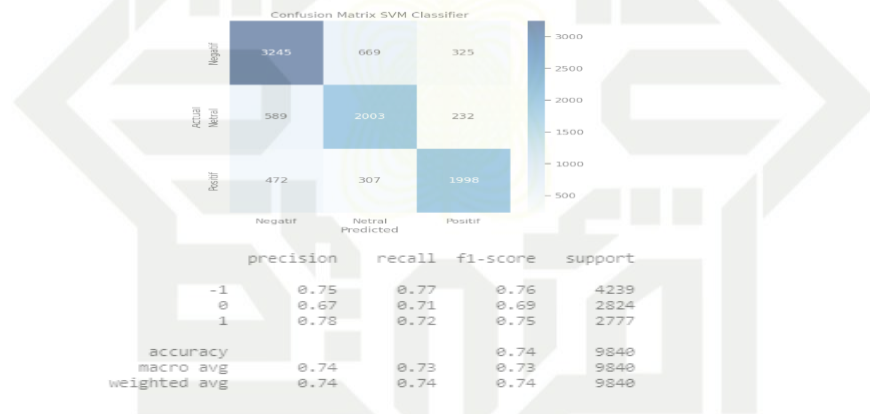 Confusion Matrix SVM Classifier
Negatif 3245 669 325
Actual
Netral 589 2003 232
Positif 472 307 1998
Negatif Netral Positif
Predicted
3000
2500
2000
1500
1000
500
precision recall f1-score support
-1 0.75 0.77 0.76 4239
0 0.67 0.71 0.69 2824
1 0.78 0.72 0.75 2777
accuracy 0.74 9840
macro avg 0.74 0.73 0.73 9840
weighted avg 0.74 0.74 0.74 9840